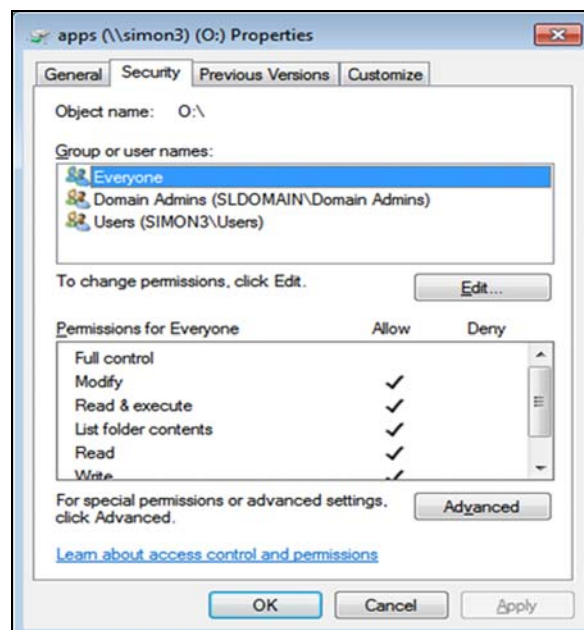 apps (\\simon3) (O:) Properties
General Security Previous Versions Customize
Object name: O:\
Group or user names:
Everyone
Domain Admins (SLDOMAIN\Domain Admins)
Users (SIMON3\Users)
To change permissions, click Edit.
Edit...
Permissions for Everyone Allow Deny
Full control
Modify
Read & execute
List folder contents
Read
Write
For special permissions or advanced settings, click Advanced.
Advanced
Learn about access control and permissions
OK Cancel Apply